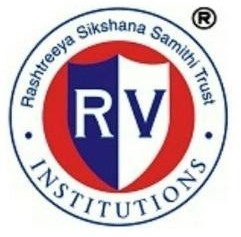 ®
Rashtreeya Sikshana Samithi Trust
RV
• INSTITUTIONS •